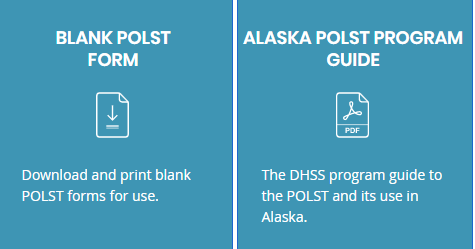 BLANK POLST
FORM
Download and print blank
POLST forms for use.
ALASKA POLST PROGRAM
GUIDE
PDF
The DHSS program guide to
the POLST and its use in
Alaska.